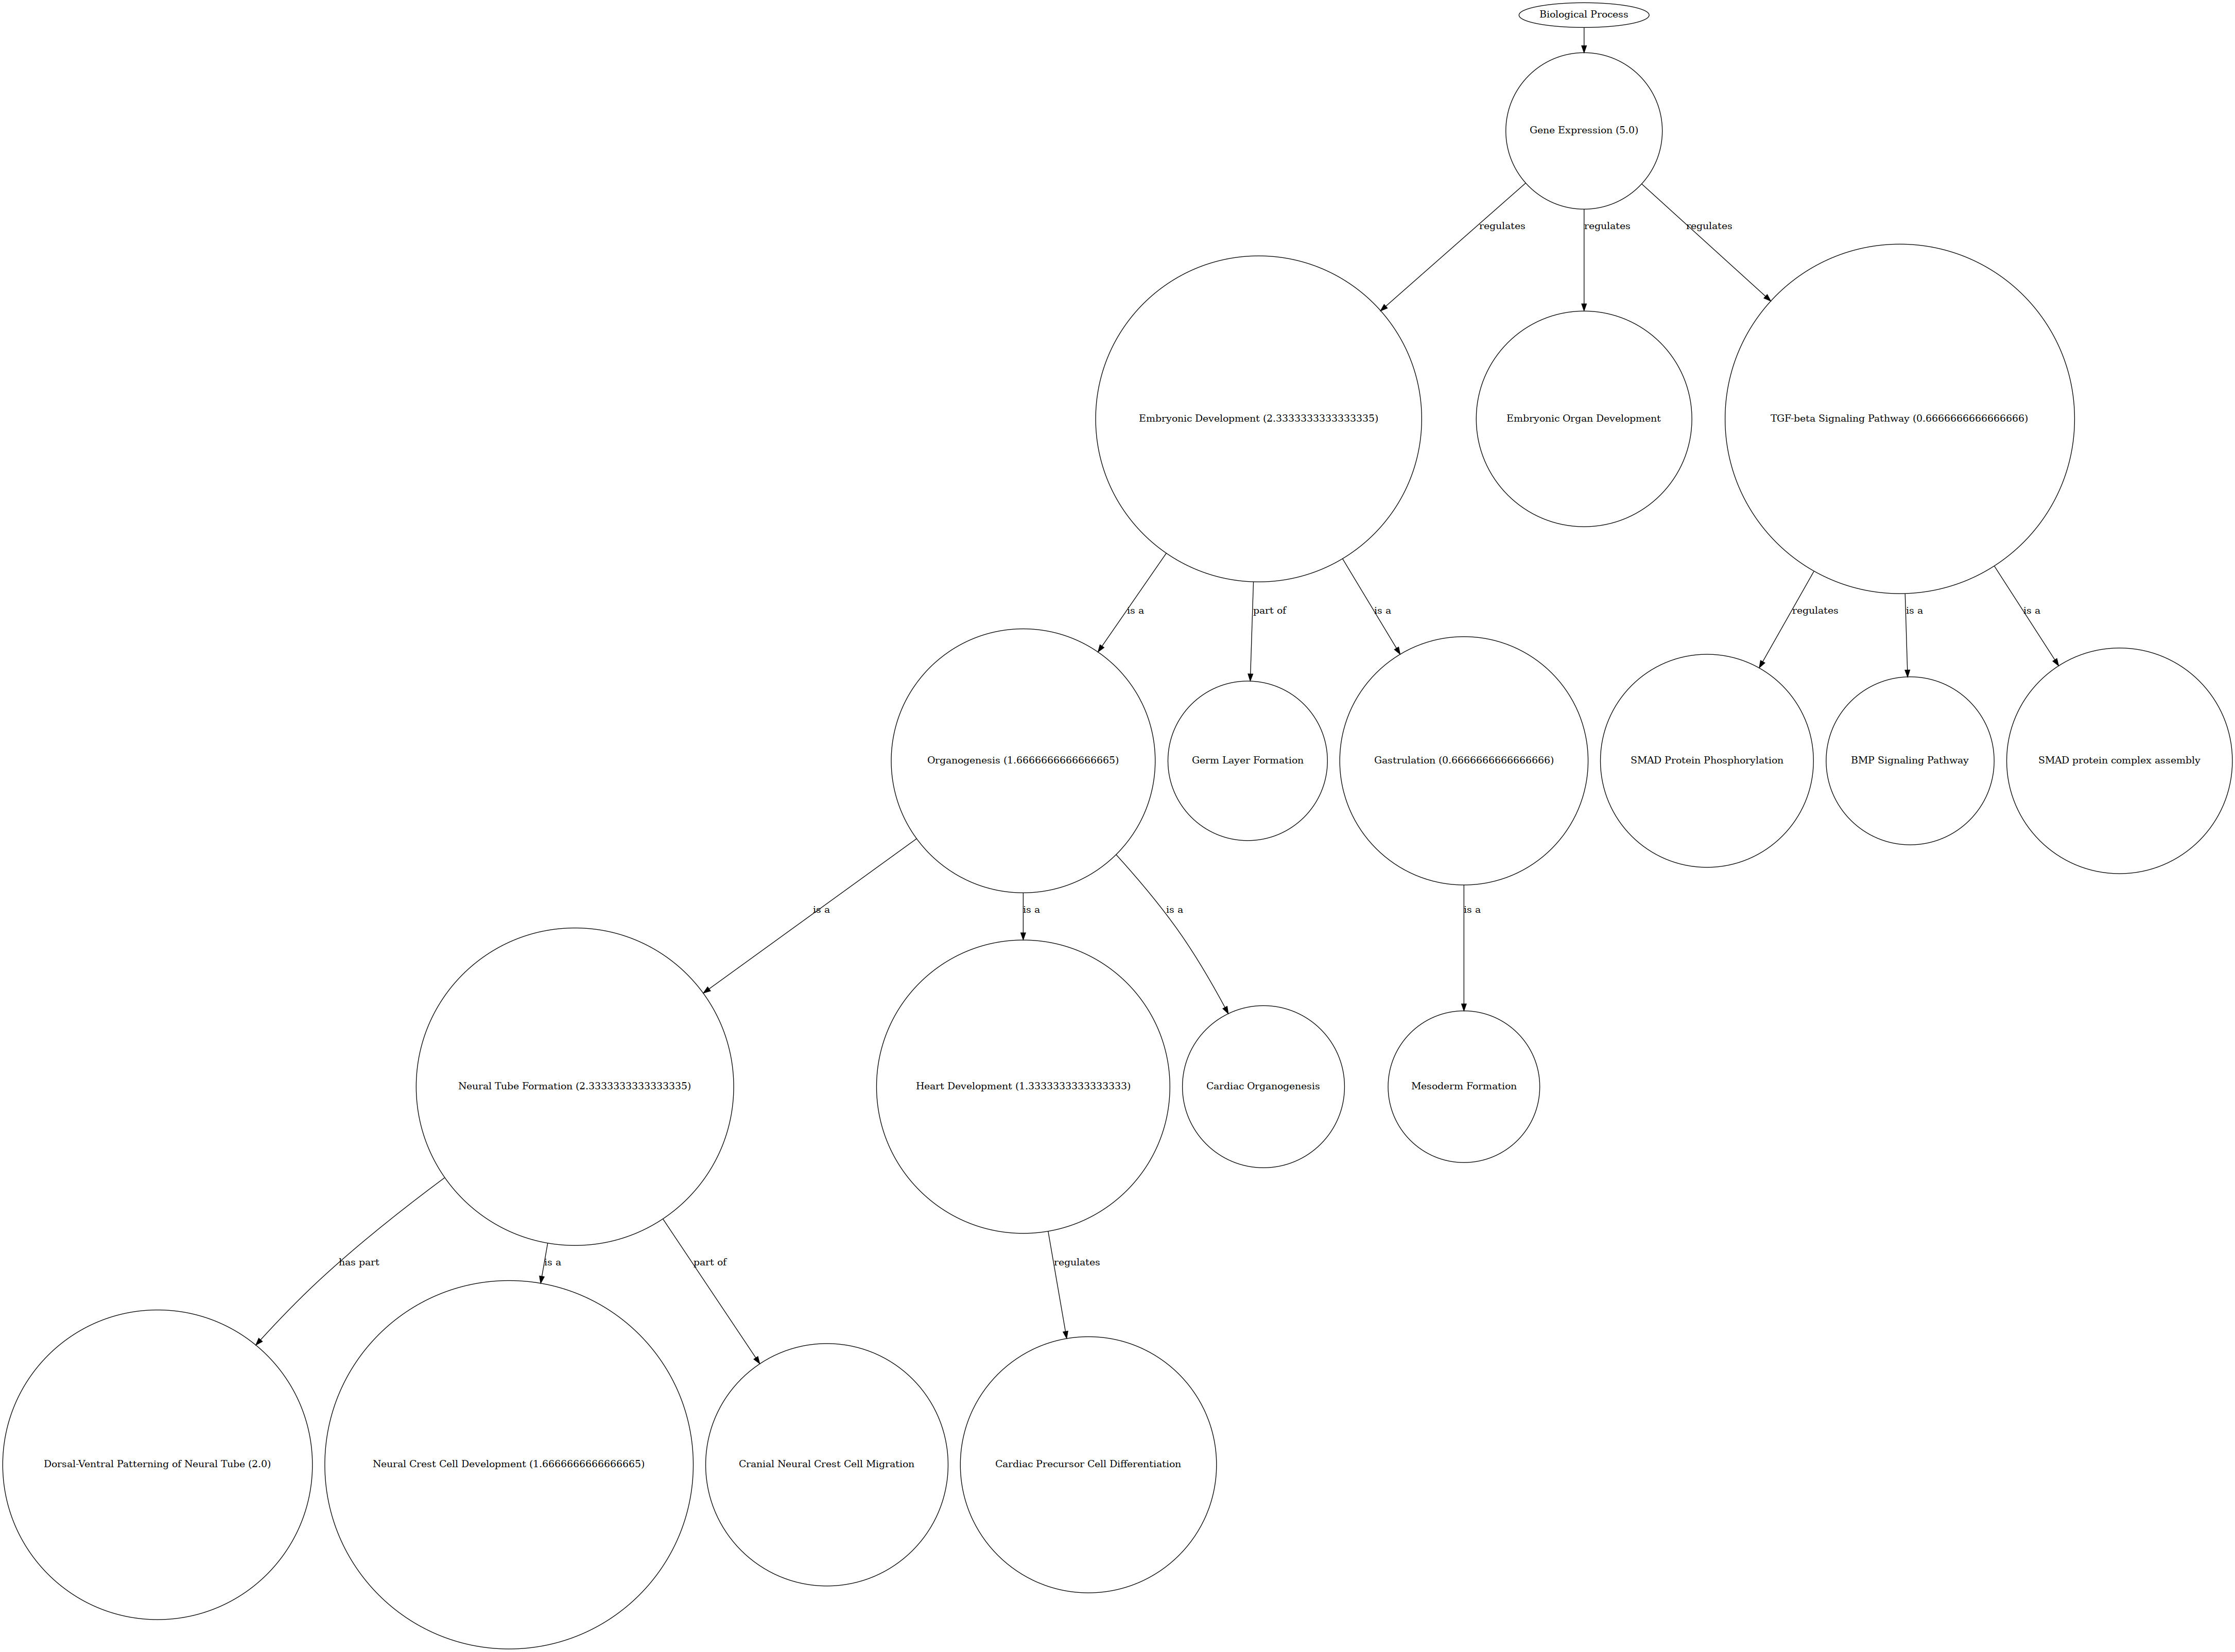 Biological Process
Gene Expression (5.0)
regulates
regulates
regulates
Embryonic Development (2.3333333333333335)
Embryonic Organ Development
TGF-beta Signaling Pathway (0.6666666666666666)
is a
part of
is a
regulates
is a
is a
Organogenesis (1.6666666666666665)
Germ Layer Formation
Gastrulation (0.6666666666666666)
SMAD Protein Phosphorylation
BMP Signaling Pathway
SMAD protein complex assembly
is a
is a
is a
is a
Neural Tube Formation (2.3333333333333335)
Heart Development (1.3333333333333333)
Cardiac Organogenesis
Mesoderm Formation
has part
is a
part of
regulates
Dorsal-Ventral Patterning of Neural Tube (2.0)
Neural Crest Cell Development (1.6666666666666665)
Cranial Neural Crest Cell Migration
Cardiac Precursor Cell Differentiation